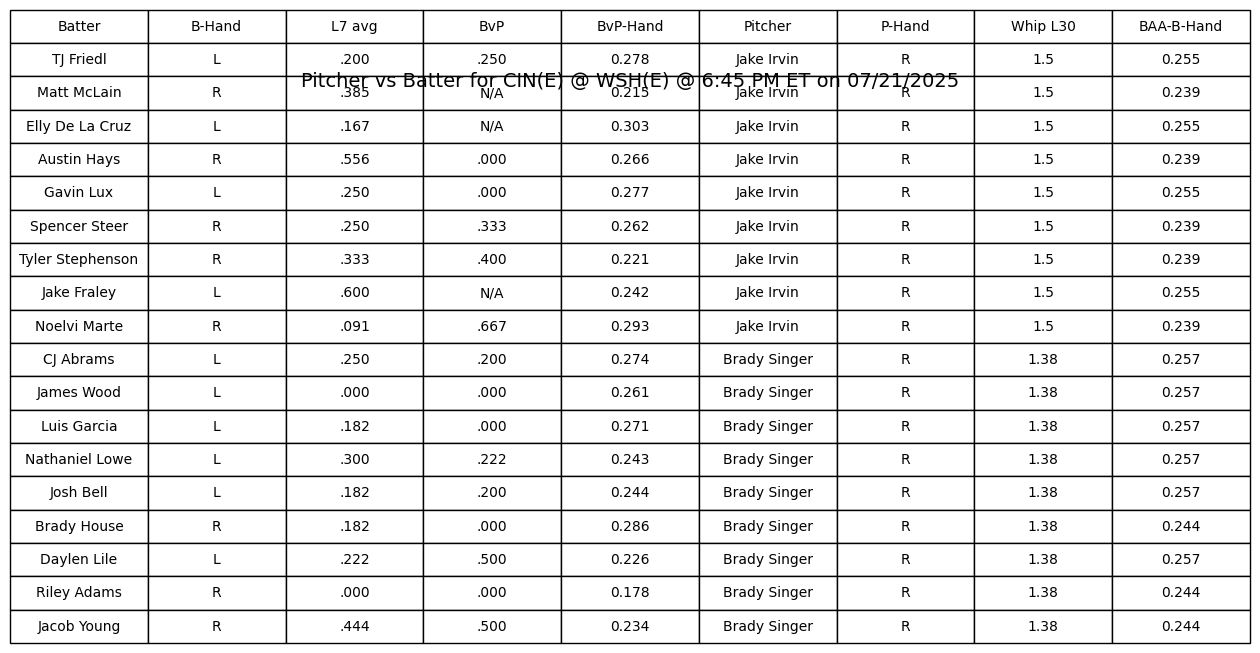 Batter B-Hand L7 avg BvP BvP-Hand Pitcher P-Hand Whip L30 BAA-B-Hand
TJ Friedl L .200 .250 0.278 Jake Irvin R 1.5 0.255
Pitcher vs Batter for CIN(E) @ WSH(E) @ 6:45 PM ET on 07/21/2025
Matt McLain R .385 N/A 0.215 Jake Irvin R 1.5 0.239
Elly De La Cruz L .167 N/A 0.303 Jake Irvin R 1.5 0.255
Austin Hays R .556 .000 0.266 Jake Irvin R 1.5 0.239
Gavin Lux L .250 .000 0.277 Jake Irvin R 1.5 0.255
Spencer Steer R .250 .333 0.262 Jake Irvin R 1.5 0.239
Tyler Stephenson R .333 .400 0.221 Jake Irvin R 1.5 0.239
Jake Fraley L .600 N/A 0.242 Jake Irvin R 1.5 0.255
Noelvi Marte R .091 .667 0.293 Jake Irvin R 1.5 0.239
CJ Abrams L .250 .200 0.274 Brady Singer R 1.38 0.257
James Wood L .000 .000 0.261 Brady Singer R 1.38 0.257
Luis Garcia L .182 .000 0.271 Brady Singer R 1.38 0.257
Nathaniel Lowe L .300 .222 0.243 Brady Singer R 1.38 0.257
Josh Bell L .182 .200 0.244 Brady Singer R 1.38 0.257
Brady House R .182 .000 0.286 Brady Singer R 1.38 0.244
Daylen Lile L .222 .500 0.226 Brady Singer R 1.38 0.257
Riley Adams R .000 .000 0.178 Brady Singer R 1.38 0.244
Jacob Young R .444 .500 0.234 Brady Singer R 1.38 0.244